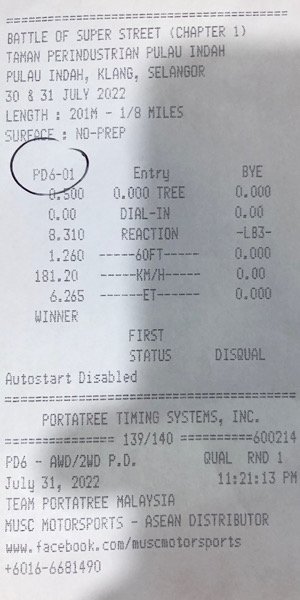 ==============================================
BATTLE OF SUPER STREET (CHAPTER 1)
TAMAN PERINDUSTRIAN PULAU INDAH
PULAU INDAH, KLANG, SELANGOR
30 & 31 JULY 2022
LENGTH : 201M - 1/8 MILES
SURFACE : NO-PREP
PD6-01 Entry BYE
0.500 0.000 TREE 0.000
0.00 DIAL-IN 0.00
8.310 REACTION -LB3-
1.260 -----60FT----- 0.000
181.20 -----KM/H----- 0.00
6.265 ------ET------ 0.000
WINNER
FIRST
STATUS DISQUAL
Autostart Disabled
==============================================
PORTATREE TIMING SYSTEMS, INC.
=============== 139/140 ==========600214
PD6 - AWD/2WD P.D. QUAL RND 1
July 31, 2022 11:21:13 PM
TEAM PORTATREE MALAYSIA
MUSC MOTORSPORTS - ASEAN DISTRIBUTOR
www.facebook.com/muscmotorsports
+6016-6681490